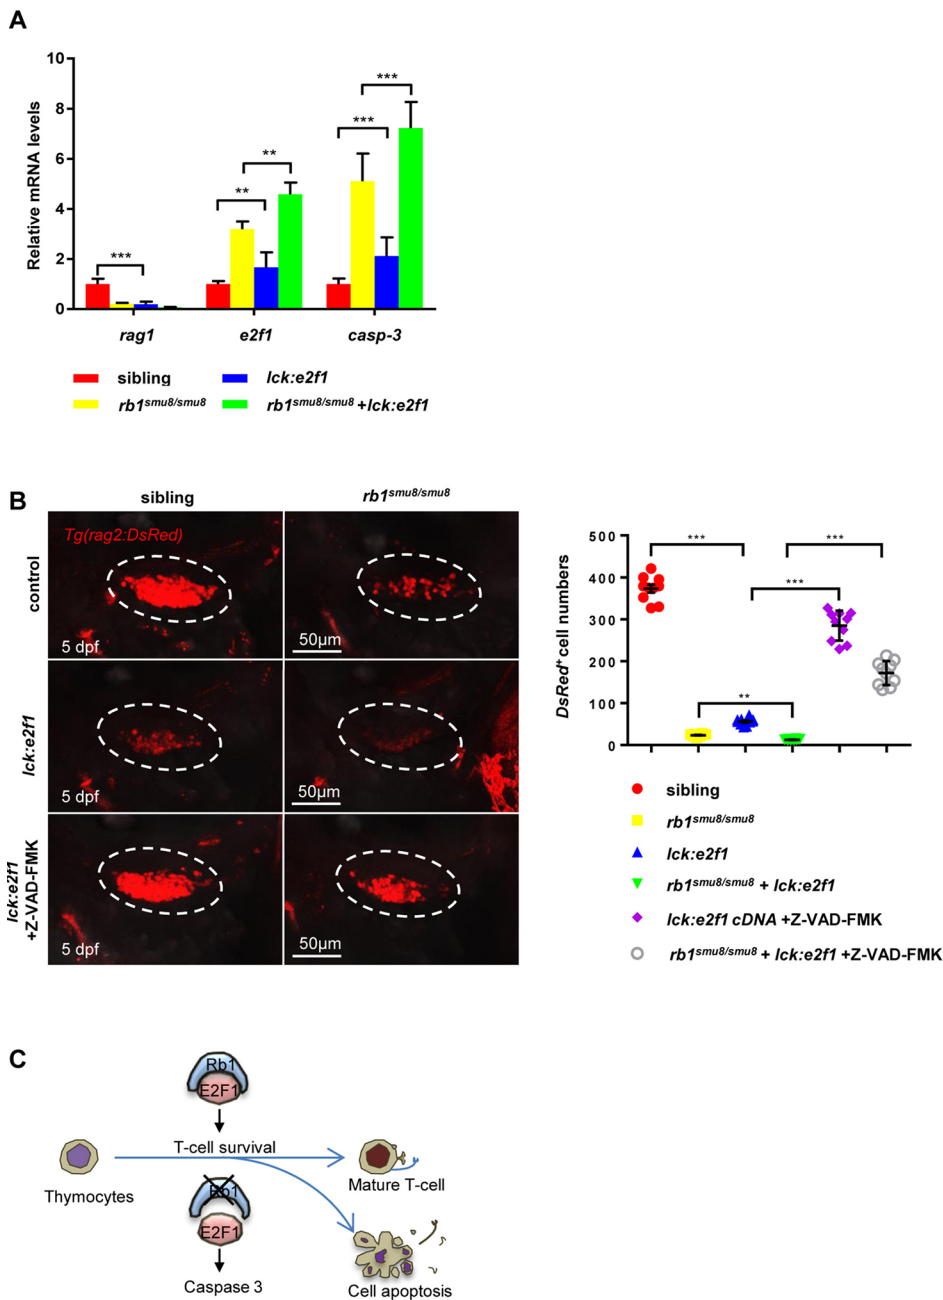 A
10
8
6
4
2
0
Relative mRNA levels
***
**
**
***
***
rag1
e2f1
casp-3
sibling
lck:e2f1
rb1smu8/smu8
rb1smu8/smu8 +lck:e2f1
B
sibling
rb1smu8/smu8
control
Tg(rag2:DsRed)
5 dpf
50μm
lck:e2f1
5 dpf
50μm
lck:e2f1
+Z-VAD-FMK
5 dpf
50μm
DsRed+ cell numbers
500
400
300
200
100
0
***
***
***
**
sibling
rb1smu8/smu8
lck:e2f1
rb1smu8/smu8 + lck:e2f1
lck:e2f1 cDNA +Z-VAD-FMK
rb1smu8/smu8 + lck:e2f1 +Z-VAD-FMK
C
Rb1
E2F1
T-cell survival
Thymocytes
Mature T-cell
Rb1
E2F1
Caspase 3
Cell apoptosis